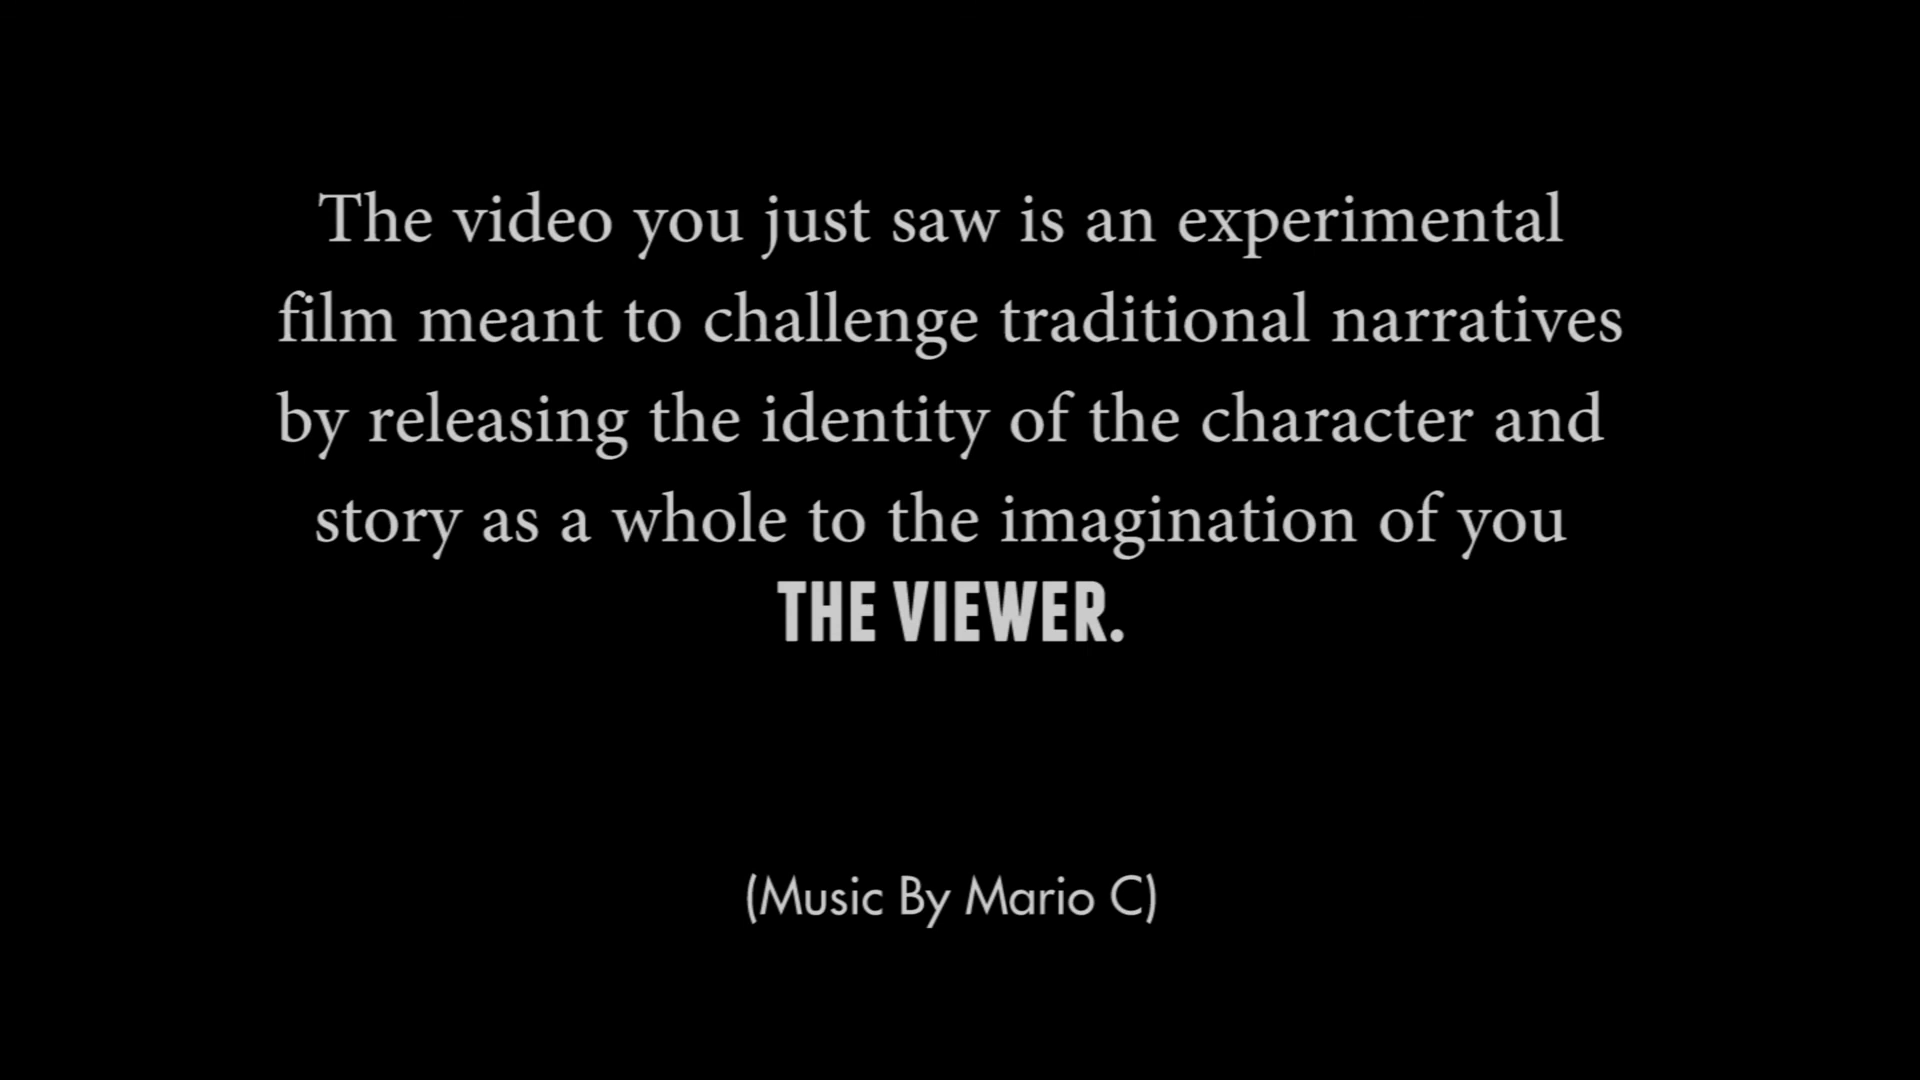 The video you just saw is an experimental
film meant to challenge traditional narratives
by releasing the identity of the character and
story as a whole to the imagination of you
THE VIEWER.
(Music By Mario C)